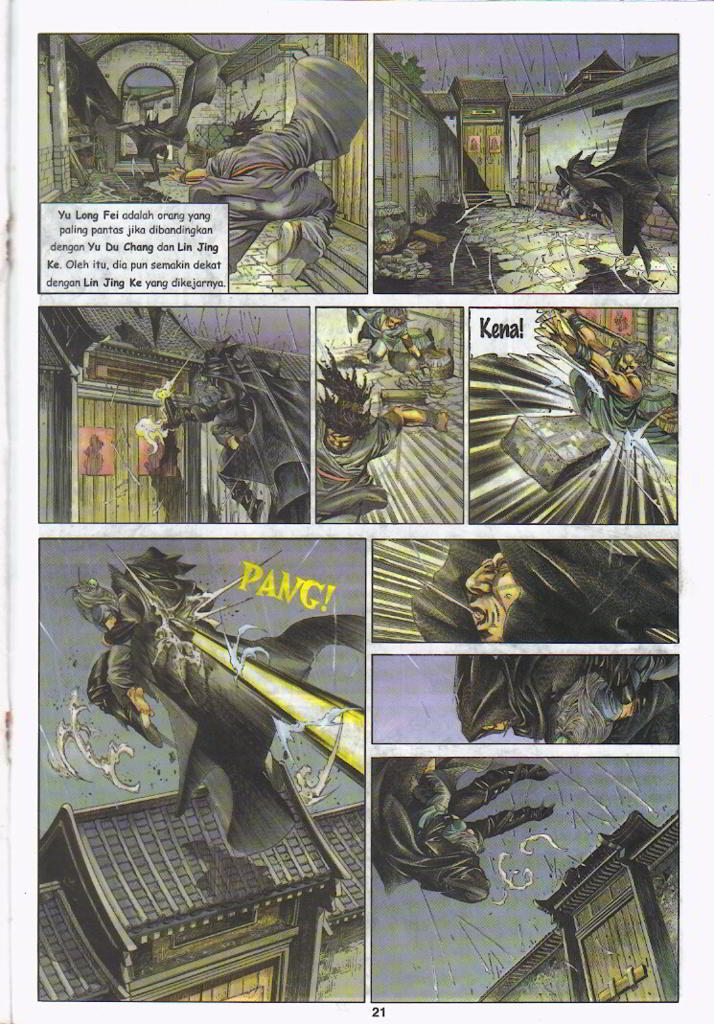 Yu Long Fei adalah orang yang
paling pantas jika dibandingkan
dengan Yu Du Chang dan Lin Jing
Ke. Oleh itu, dia pun semakin dekat
dengan Lin Jing Ke yang dikejarnya.
Kena!
PANG!
21